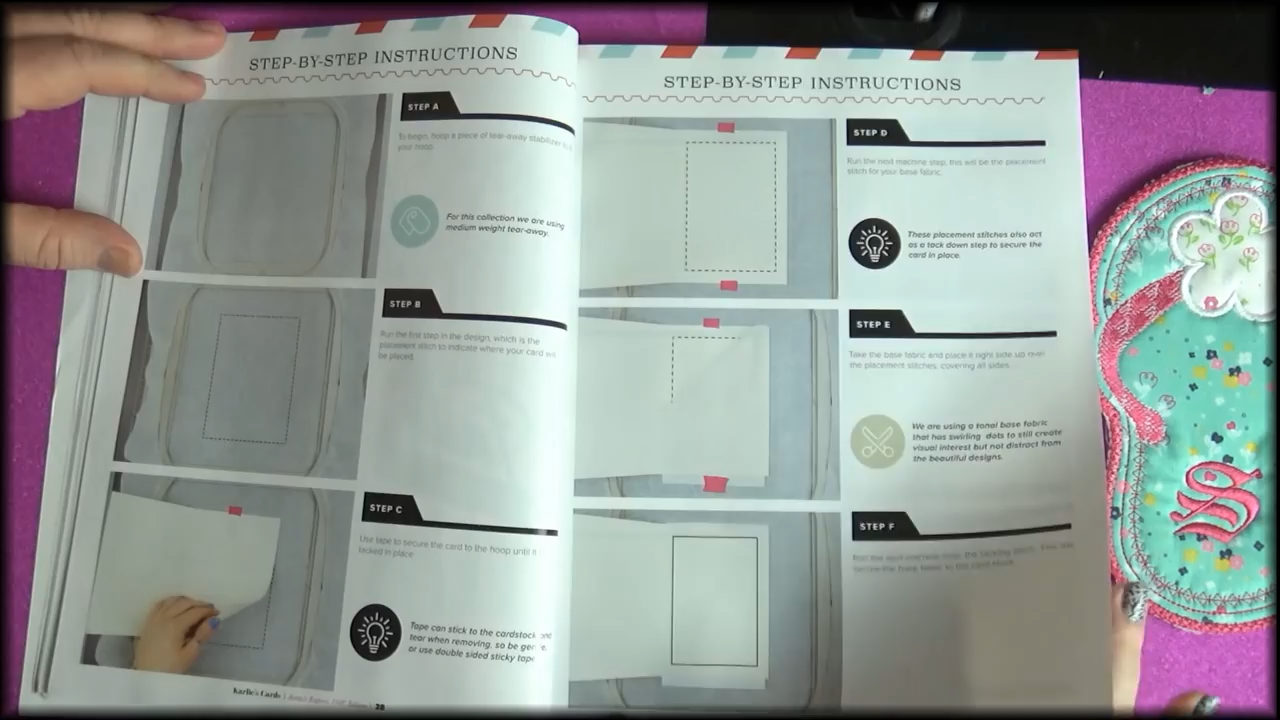 STEP-BY-STEP INSTRUCTIONS
STEP A
To begin, hoop a piece of tear-away stabilizer
your hoop.
For this collection we are using
medium weight tear-away.
STEP B
Run the first step in the design, which is the
placement stitch to indicate where your card will
be placed.
STEP C
Use tape to secure the card to the hoop until it
tacked in place
Tape can stick to the cardstock and
tear when removing, so be
or use double sided sticky tape
Karlie's Cards
28
STEP-BY-STEP INSTRUCTIONS
STEP D
Run the next machine step, this will be the placement
stitch for your base fabric.
These placement stitches also act
as a tack down step to secure the
card in place.
STEP E
Take the base fabric and place it right side up over
the placement stitches, covering all sides.
We are using a tonal base fabric
that has swirling dots to still create
visual interest but not distract from
the beautiful designs.
STEP F
S